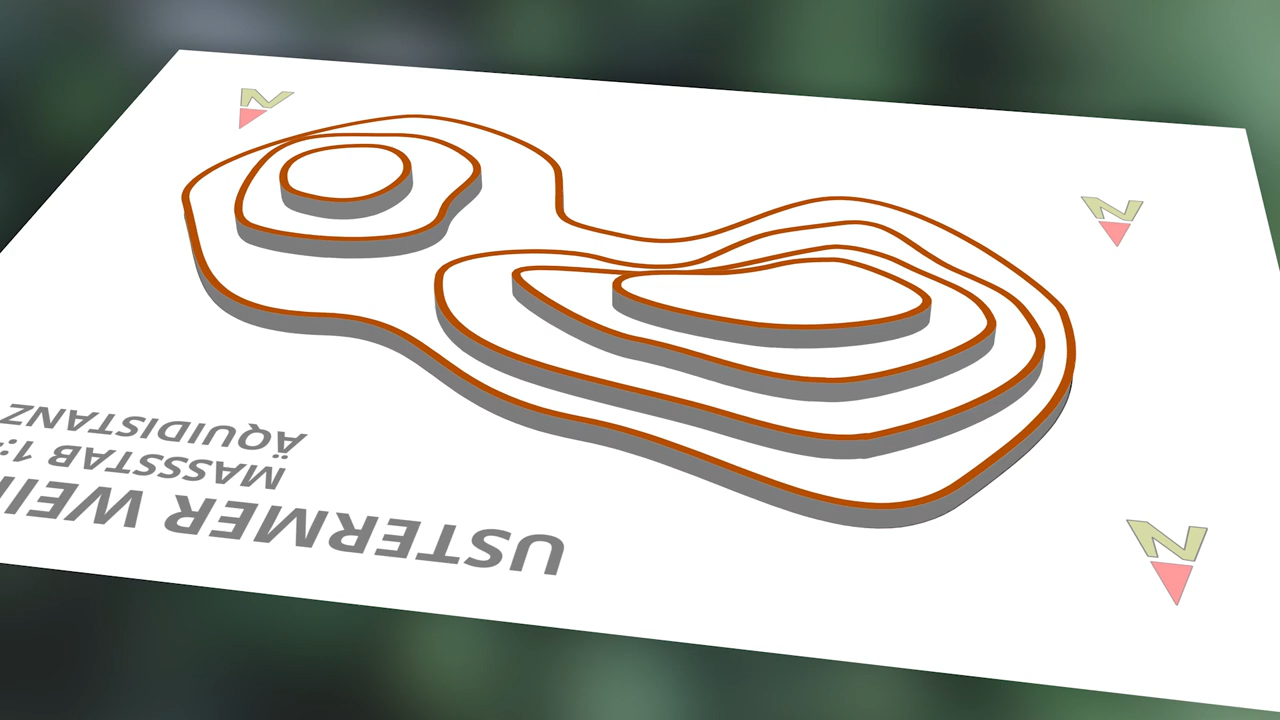 USTERMER WEI
MASSSTAB 1:
ÄQUIDISTANZ
N
N
N